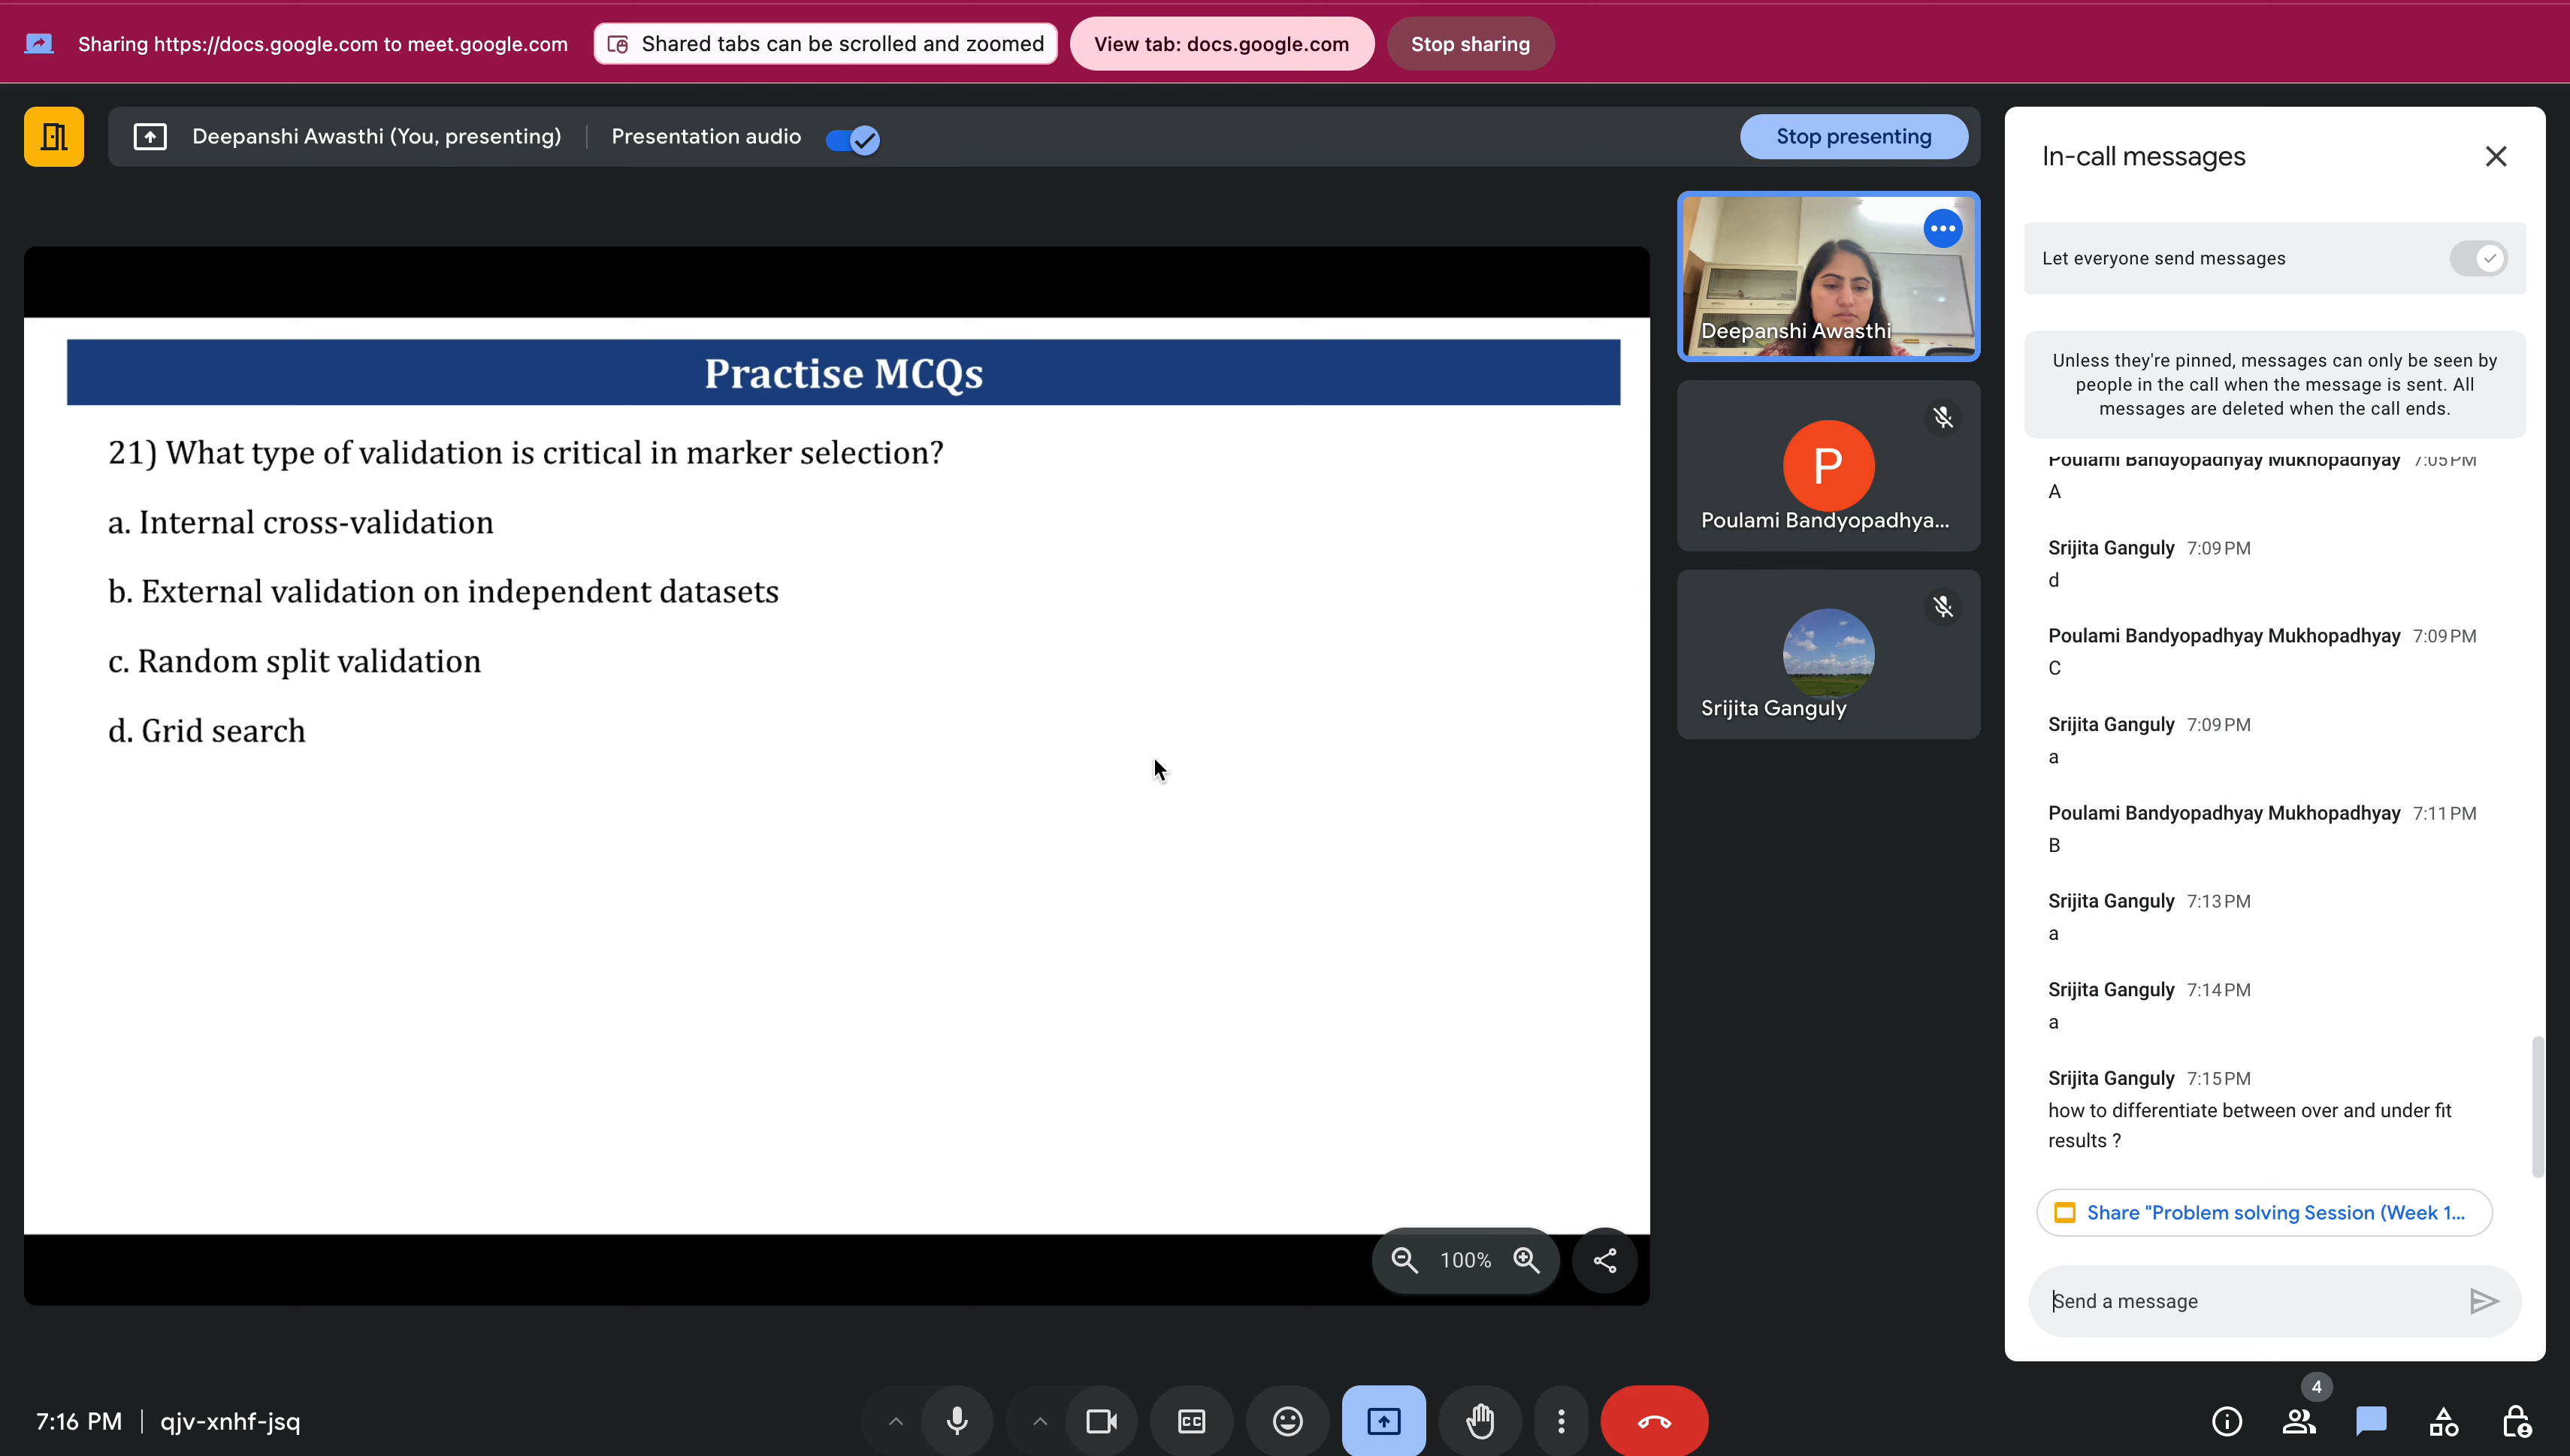 Sharing https://docs.google.com to meet.google.com
Shared tabs can be scrolled and zoomed
View tab: docs.google.com
Stop sharing
Deepanshi Awasthi (You, presenting)
Presentation audio
Stop presenting
Practise MCQs
21) What type of validation is critical in marker selection?
a. Internal cross-validation
b. External validation on independent datasets
c. Random split validation
d. Grid search
100%
Deepanshi Awasthi
P
Poulami Bandyopadhya...
Srijita Ganguly
In-call messages
Let everyone send messages
Unless they're pinned, messages can only be seen by
people in the call when the message is sent. All
messages are deleted when the call ends.
Poulami Bandyopadhyay Mukhopadhyay 7:05 PM
A
Srijita Ganguly 7:09 PM
d
Poulami Bandyopadhyay Mukhopadhyay 7:09 PM
C
Srijita Ganguly 7:09 PM
a
Poulami Bandyopadhyay Mukhopadhyay 7:11 PM
B
Srijita Ganguly 7:13 PM
a
Srijita Ganguly 7:14 PM
a
Srijita Ganguly 7:15 PM
how to differentiate between over and under fit
results ?
Share "Problem solving Session (Week 1...
Send a message
7:16 PM
qjv-xnhf-jsq
CC
4